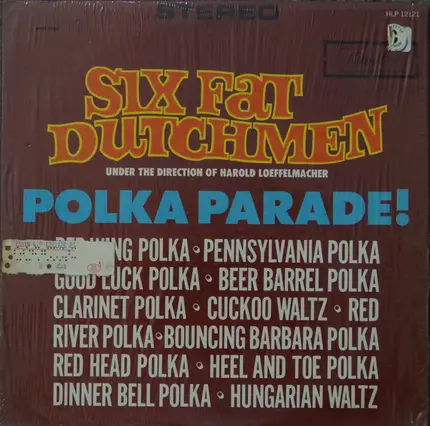 STEREO
HLP 12121
SIX FAT
DUTCHMEN
UNDER THE DIRECTION OF HAROLD LOEFFELMACHER
POLKA PARADE!
WING POLKA • PENNSYLVANIA POLKA
GOOD LUCK POLKA • BEER BARREL POLKA
CLARINET POLKA • CUCKOO WALTZ • RED
RIVER POLKA • BOUNCING BARBARA POLKA
RED HEAD POLKA • HEEL AND TOE POLKA
DINNER BELL POLKA • HUNGARIAN WALTZ